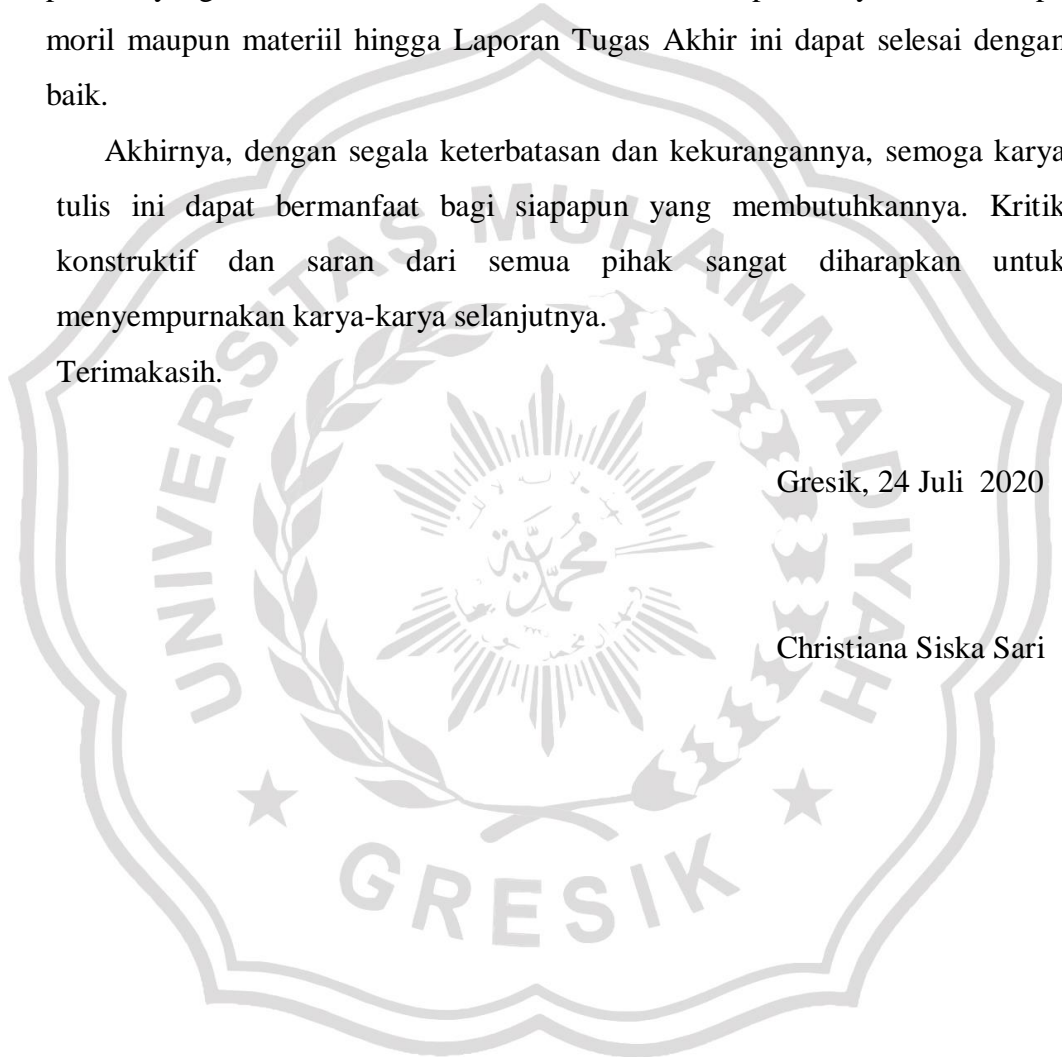 moril maupun materiil hingga Laporan Tugas Akhir ini dapat selesai dengan
baik.
Akhirnya, dengan segala keterbatasan dan kekurangannya, semoga karya
tulis ini dapat bermanfaat bagi siapapun yang membutuhkannya. Kritik
konstruktif dan saran dari semua pihak sangat diharapkan untuk
menyempurnakan karya-karya selanjutnya.
Terimakasih.
Gresik, 24 Juli 2020
Christiana Siska Sari
UNIVERSITAS MUHAMMADIYAH
GRESIK